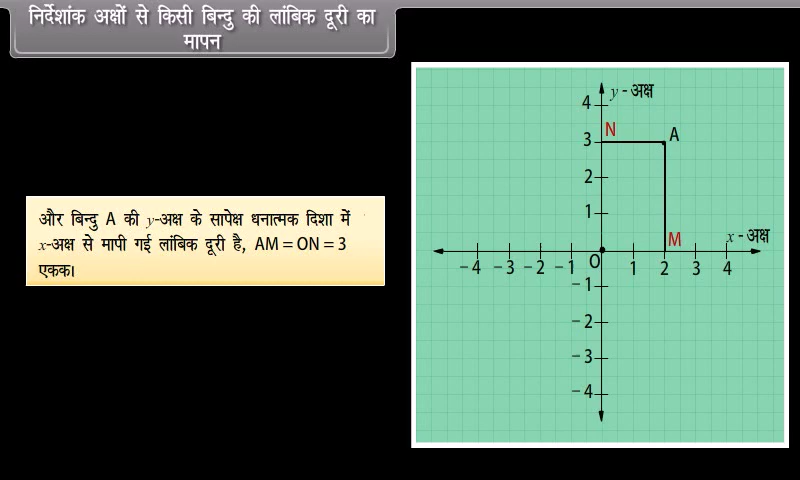 निर्देशांक अक्षों से किसी बिन्दु की लांबिक दूरी का
मापन
और बिन्दु A की y-अक्ष के सापेक्ष धनात्मक दिशा में
x-अक्ष से मापी गई लांबिक दूरी है, AM = ON = 3
एकक।
y - अक्ष
4
N
A
3
2
1
M
x - अक्ष
O
– 4 – 3 – 2 – 1 1 2 3 4
– 1
– 2
– 3
– 4